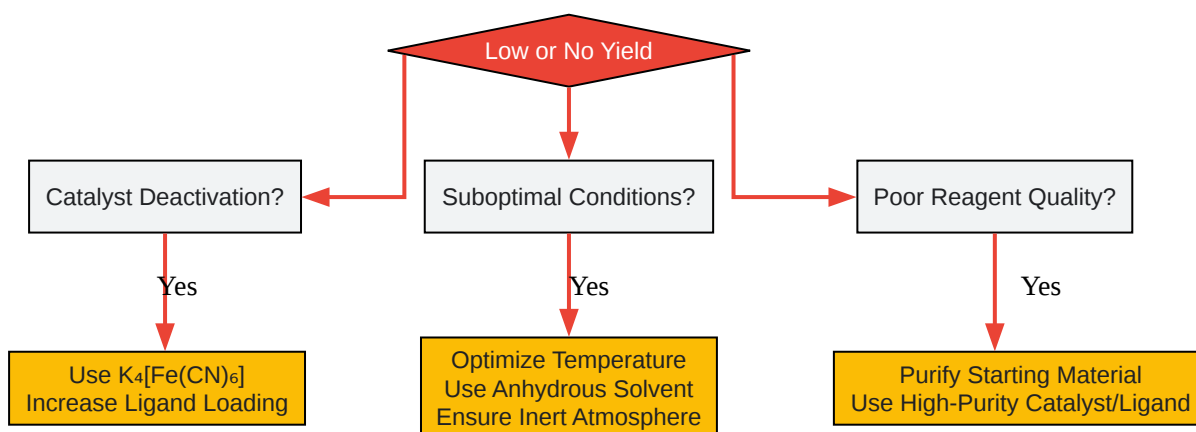 Low or No Yield
Catalyst Deactivation?
Suboptimal Conditions?
Poor Reagent Quality?
Yes
Yes
Yes
Use K₄[Fe(CN)₆]
Increase Ligand Loading
Optimize Temperature
Use Anhydrous Solvent
Ensure Inert Atmosphere
Purify Starting Material
Use High-Purity Catalyst/Ligand